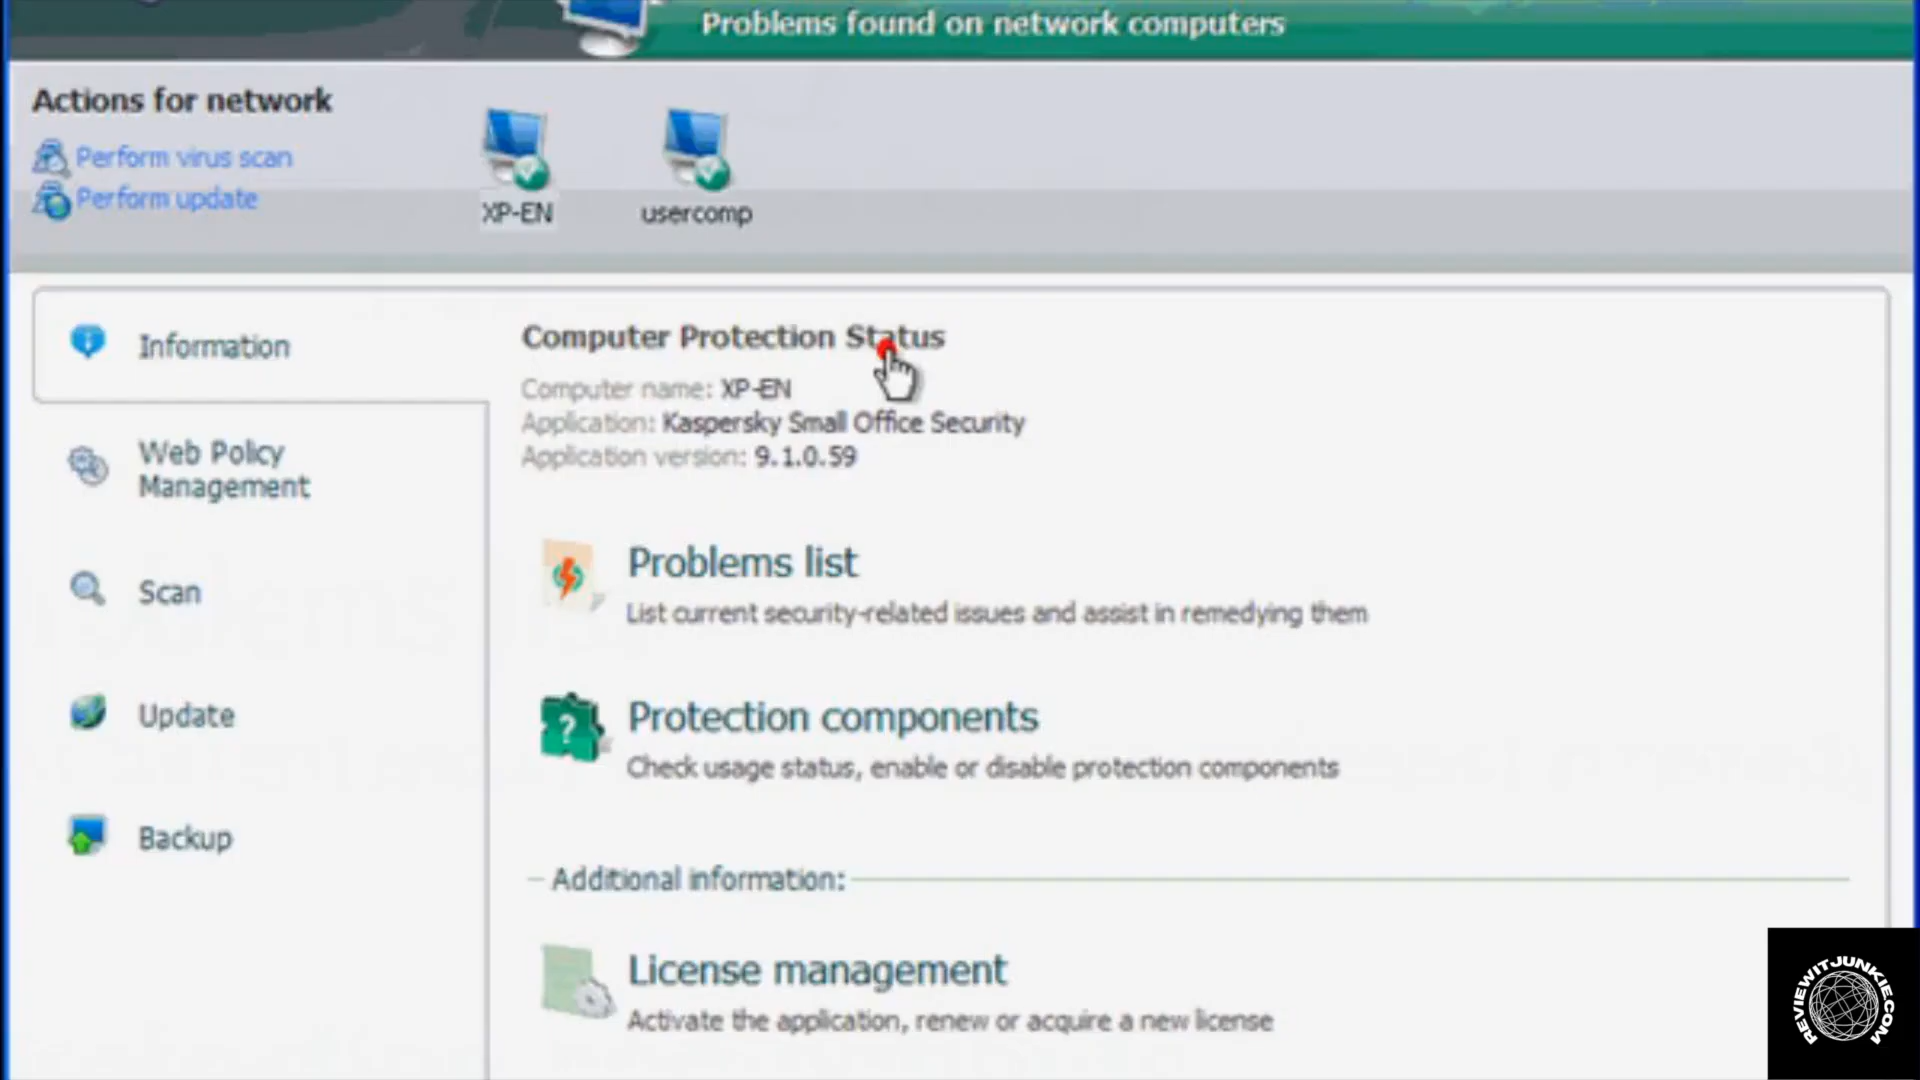 Problems found on network computers
Actions for network
Perform virus scan
Perform update
XP-EN
usercomp
Information
Web Policy
Management
Scan
Update
Backup
Computer Protection Status
Computer name: XP-EN
Application: Kaspersky Small Office Security
Application version: 9.1.0.59
Problems list
List current security-related issues and assist in remedying them
Protection components
Check usage status, enable or disable protection components
Additional information:
License management
Activate the application, renew or acquire a new license
REVIEWITJUNKIE.COM